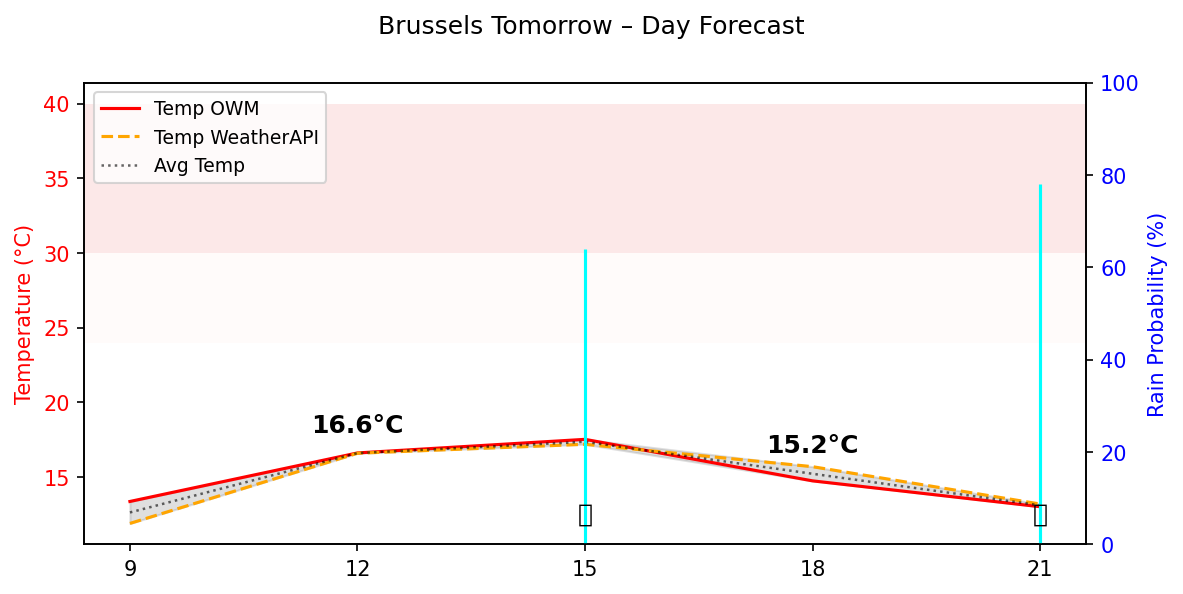 Brussels Tomorrow – Day Forecast
Temp OWM
Temp WeatherAPI
Avg Temp
Temperature (°C)
40
35
30
25
20
15
16.6°C
15.2°C
100
80
60
40
20
0
Rain Probability (%)
9
12
15
18
21